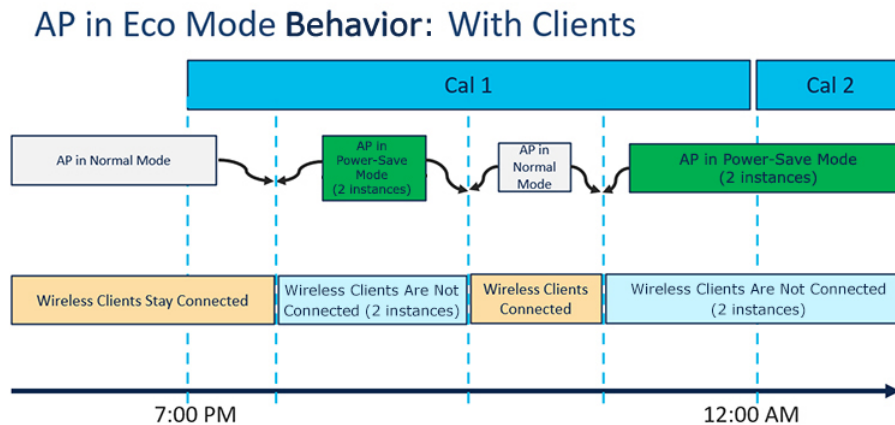 AP in Eco Mode Behavior: With Clients
Cal 1
Cal 2
AP in Normal Mode
AP in
Power-Save
Mode
(2 instances)
AP in
Normal
Mode
AP in Power-Save Mode
(2 instances)
Wireless Clients Stay Connected
Wireless Clients Are Not
Connected (2 instances)
Wireless Clients
Connected
Wireless Clients Are Not Connected
(2 instances)
7:00 PM
12:00 AM